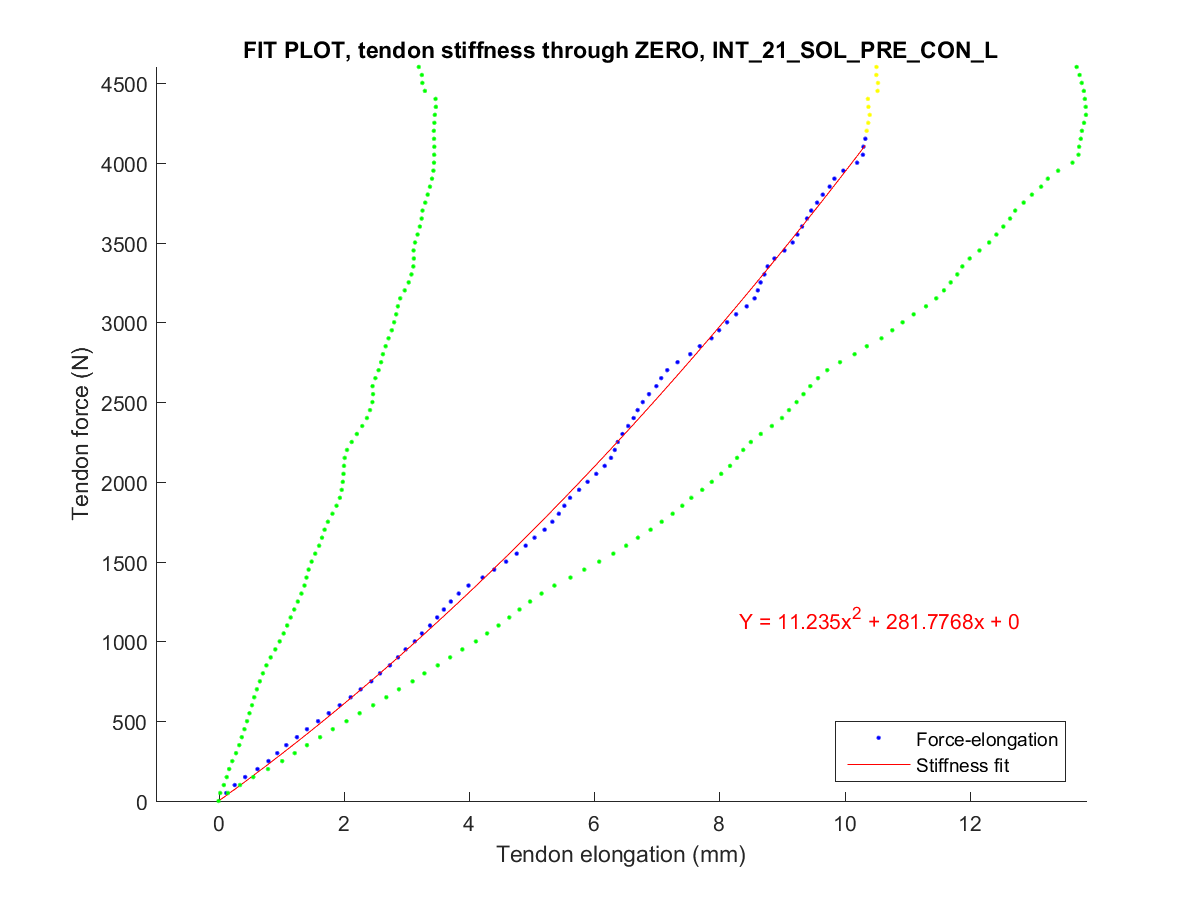 FIT PLOT, tendon stiffness through ZERO, INT_21_SOL_PRE_CON_L
4500
4000
3500
3000
2500
2000
1500
1000
500
0
Tendon force (N)
Y = 11.235x² + 281.7768x + 0
Force-elongation
Stiffness fit
0 2 4 6 8 10 12
Tendon elongation (mm)